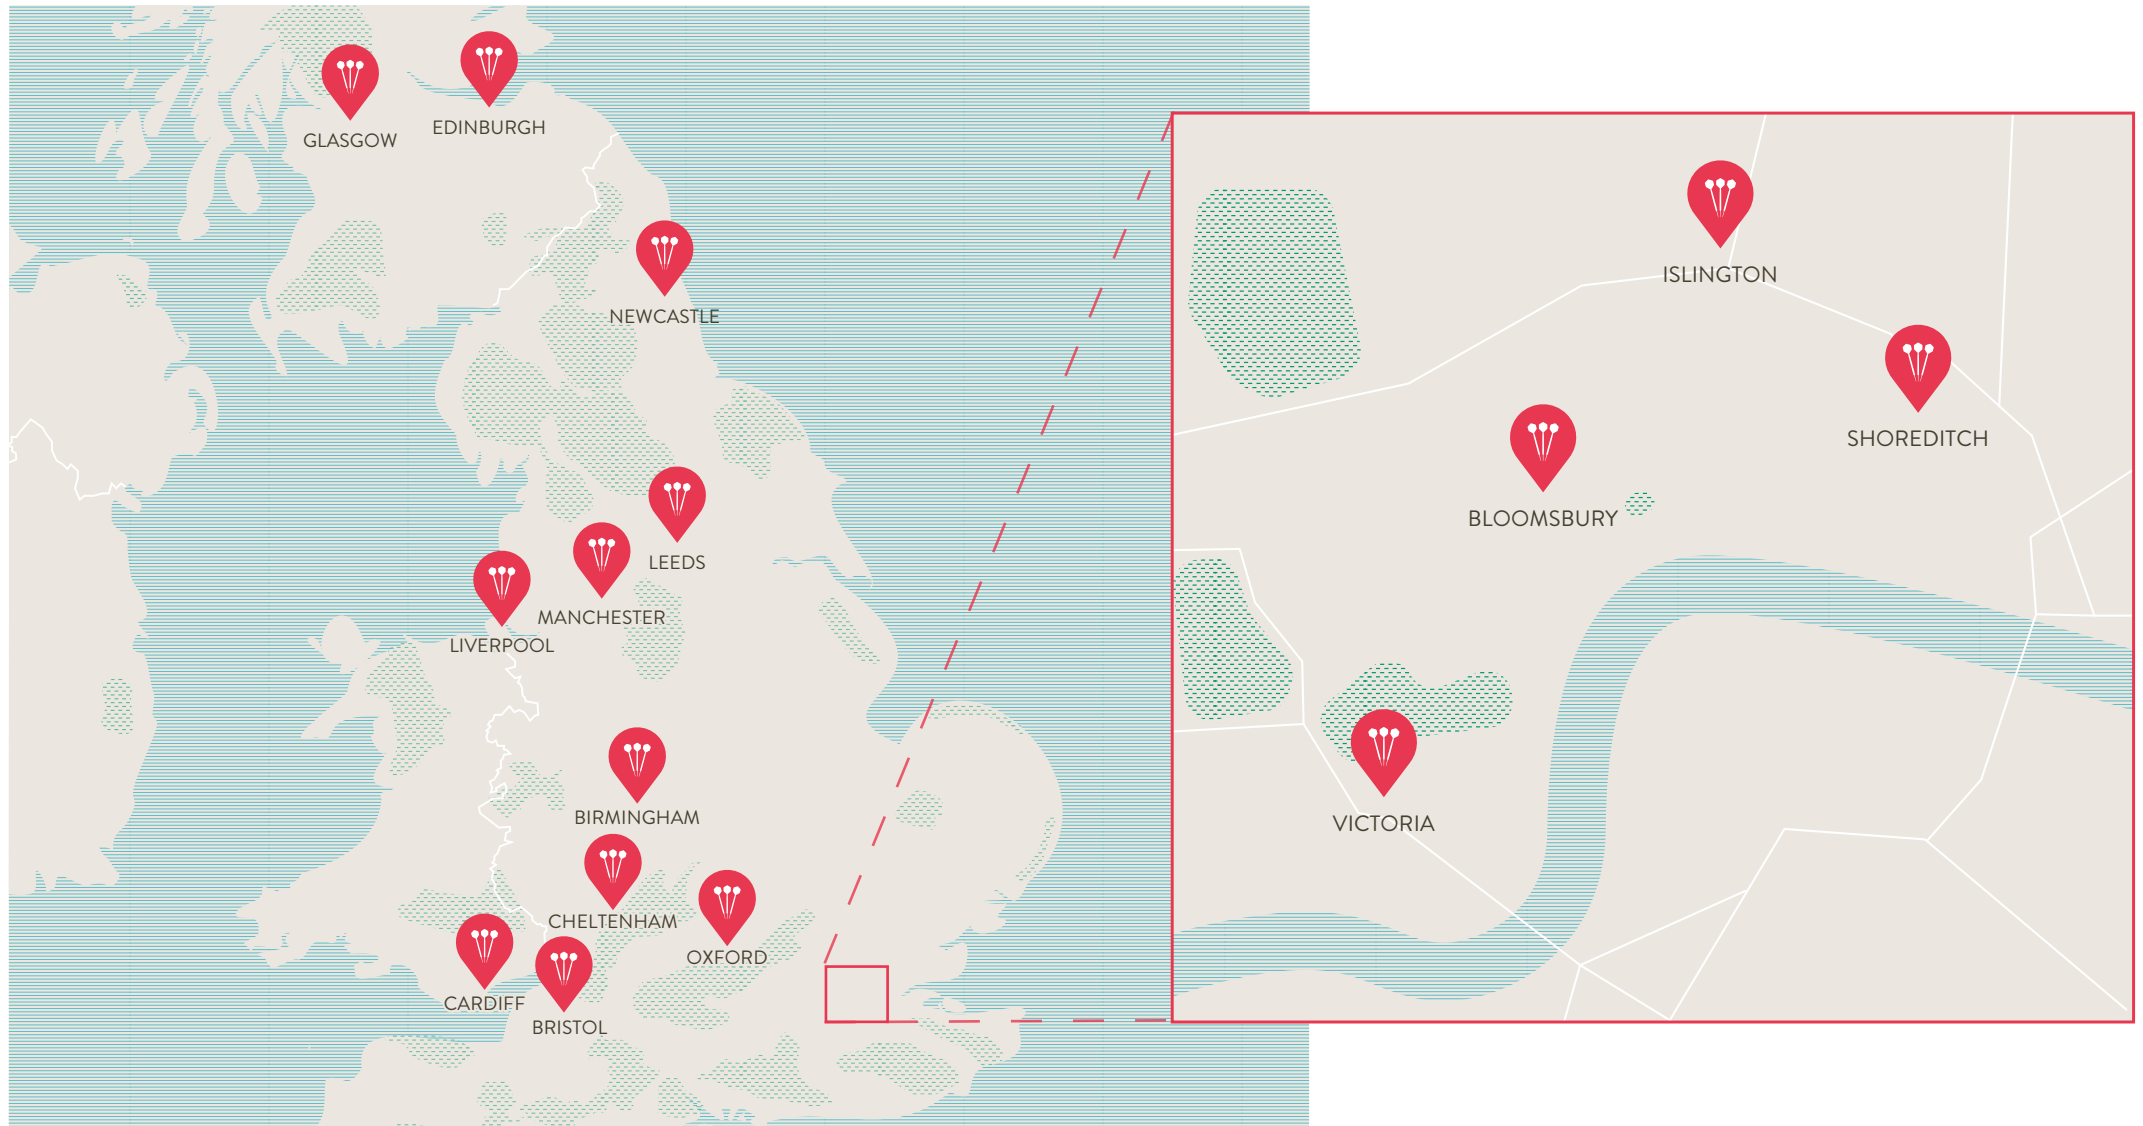 GLASGOW
EDINBURGH
NEWCASTLE
LEEDS
MANCHESTER
LIVERPOOL
BIRMINGHAM
CHELTENHAM
OXFORD
CARDIFF
BRISTOL
ISLINGTON
SHOREDITCH
BLOOMSBURY
VICTORIA